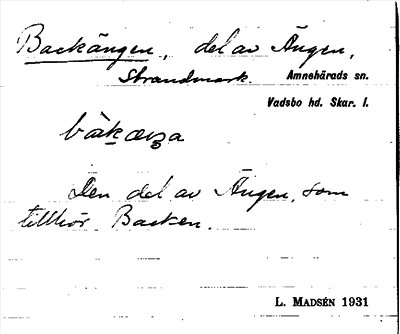 Backängen, del av Ängen,
Strandmark. Amnehärads sn.
Vadsbo hd. Skar. l.
bàkæŋa
Den del av Ängen, som
tillhör Backen.
L. MADSÉN 1931